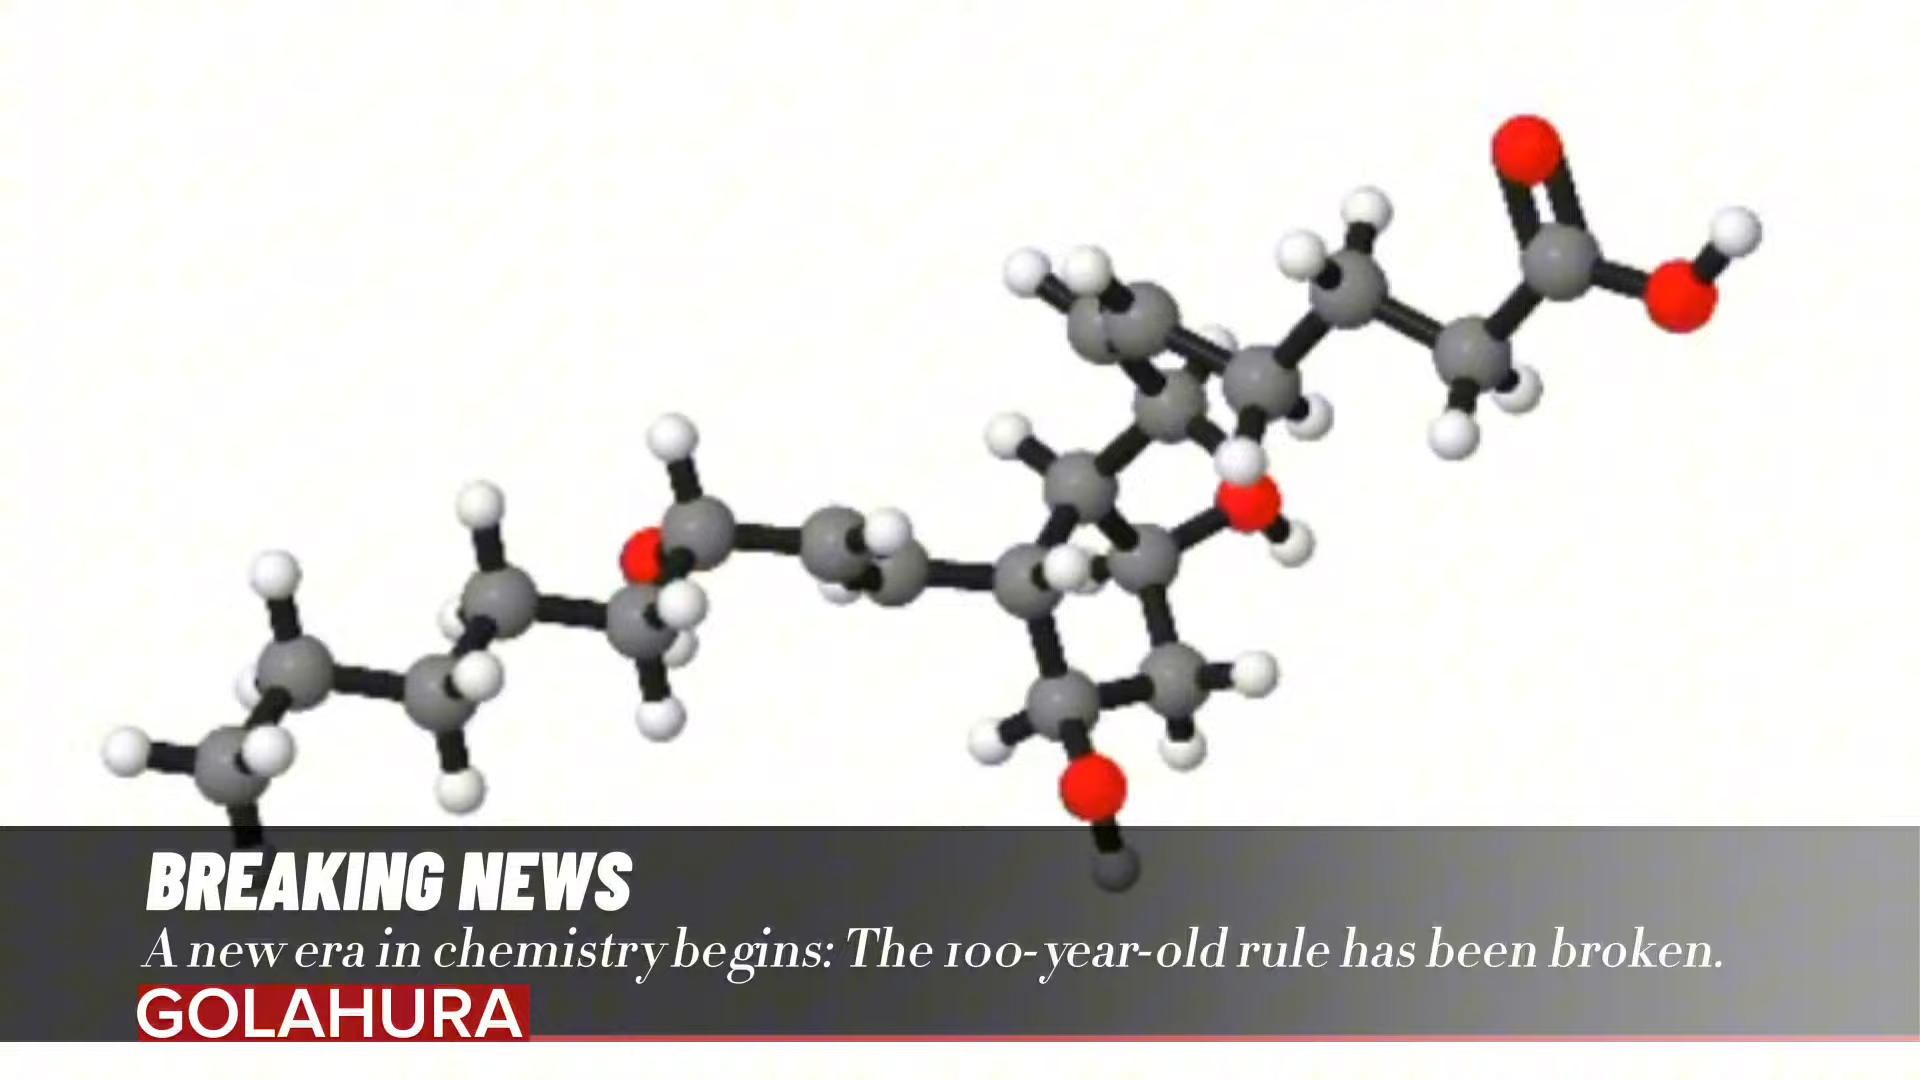 BREAKING NEWS
A new era in chemistry begins: The 100-year-old rule has been broken.
GOLAHURA